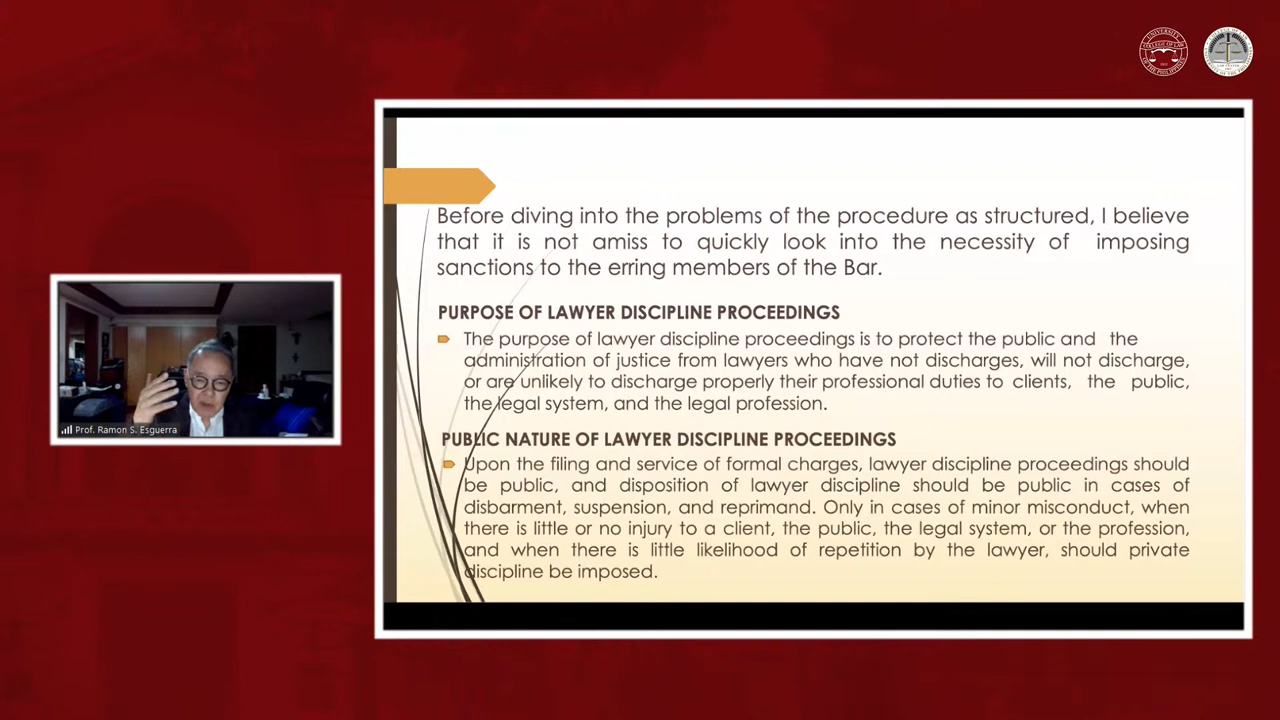 UNIVERSITY
COLLEGE OF LAW
OF THE PHILIPPINES
Before diving into the problems of the procedure as structured, I believe
that it is not amiss to quickly look into the necessity of imposing
sanctions to the erring members of the Bar.
PURPOSE OF LAWYER DISCIPLINE PROCEEDINGS
The purpose of lawyer discipline proceedings is to protect the public and the
administration of justice from lawyers who have not discharges, will not discharge,
or are unlikely to discharge properly their professional duties to clients, the public,
the legal system, and the legal profession.
PUBLIC NATURE OF LAWYER DISCIPLINE PROCEEDINGS
Upon the filing and service of formal charges, lawyer discipline proceedings should
be public, and disposition of lawyer discipline should be public in cases of
disbarment, suspension, and reprimand. Only in cases of minor misconduct, when
there is little or no injury to a client, the public, the legal system, or the profession,
and when there is little likelihood of repetition by the lawyer, should private
discipline be imposed.
Prof. Ramon S. Esguerra